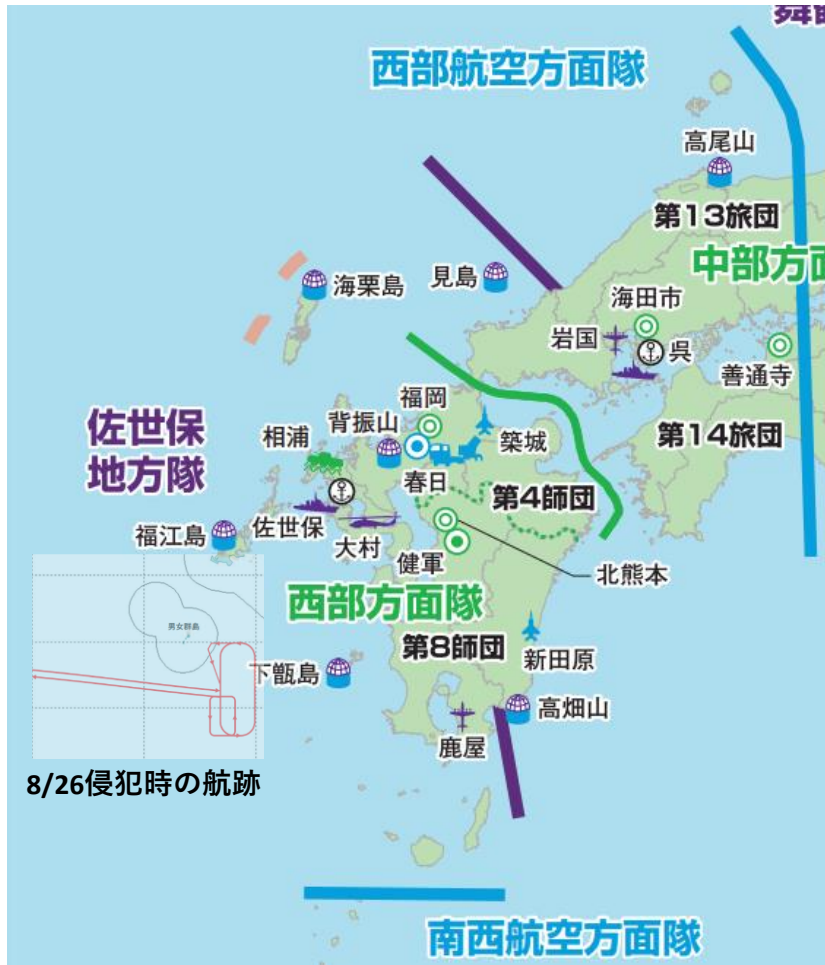 舞鶴
西部航空方面隊
高尾山
第13旅団
中部方面
海栗島
見島
海田市
岩国
呉
善通寺
福岡
佐世保
地方隊
相浦
背振山
築城
第14旅団
春日
第4師団
佐世保
大村
福江島
健軍
北熊本
西部方面隊
男女群島
第8師団
新田原
下甑島
高畑山
鹿屋
8/26侵犯時の航跡
南西航空方面隊